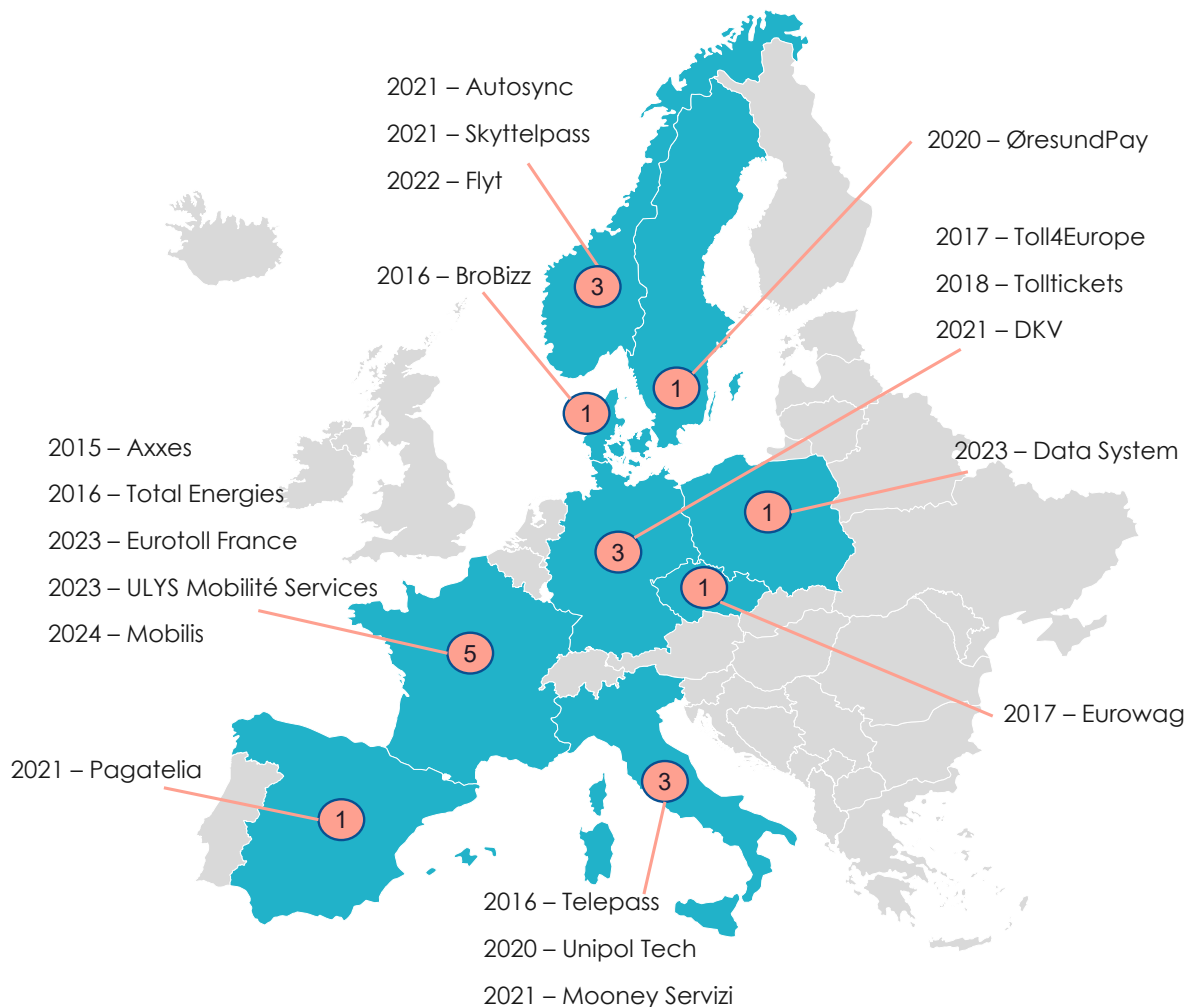 2021 – Autosync
2021 – Skyttelpass
2022 – Flyt
2020 – ØresundPay
2017 – Toll4Europe
2018 – Tolltickets
2021 – DKV
2016 – BroBizz
3
1
1
2015 – Axxes
2016 – Total Energies
2023 – Eurotoll France
2023 – ULYS Mobilité Services
2024 – Mobilis
2023 – Data System
1
3
1
5
2017 – Eurowag
2021 – Pagatelia
3
1
2016 – Telepass
2020 – Unipol Tech
2021 – Mooney Servizi